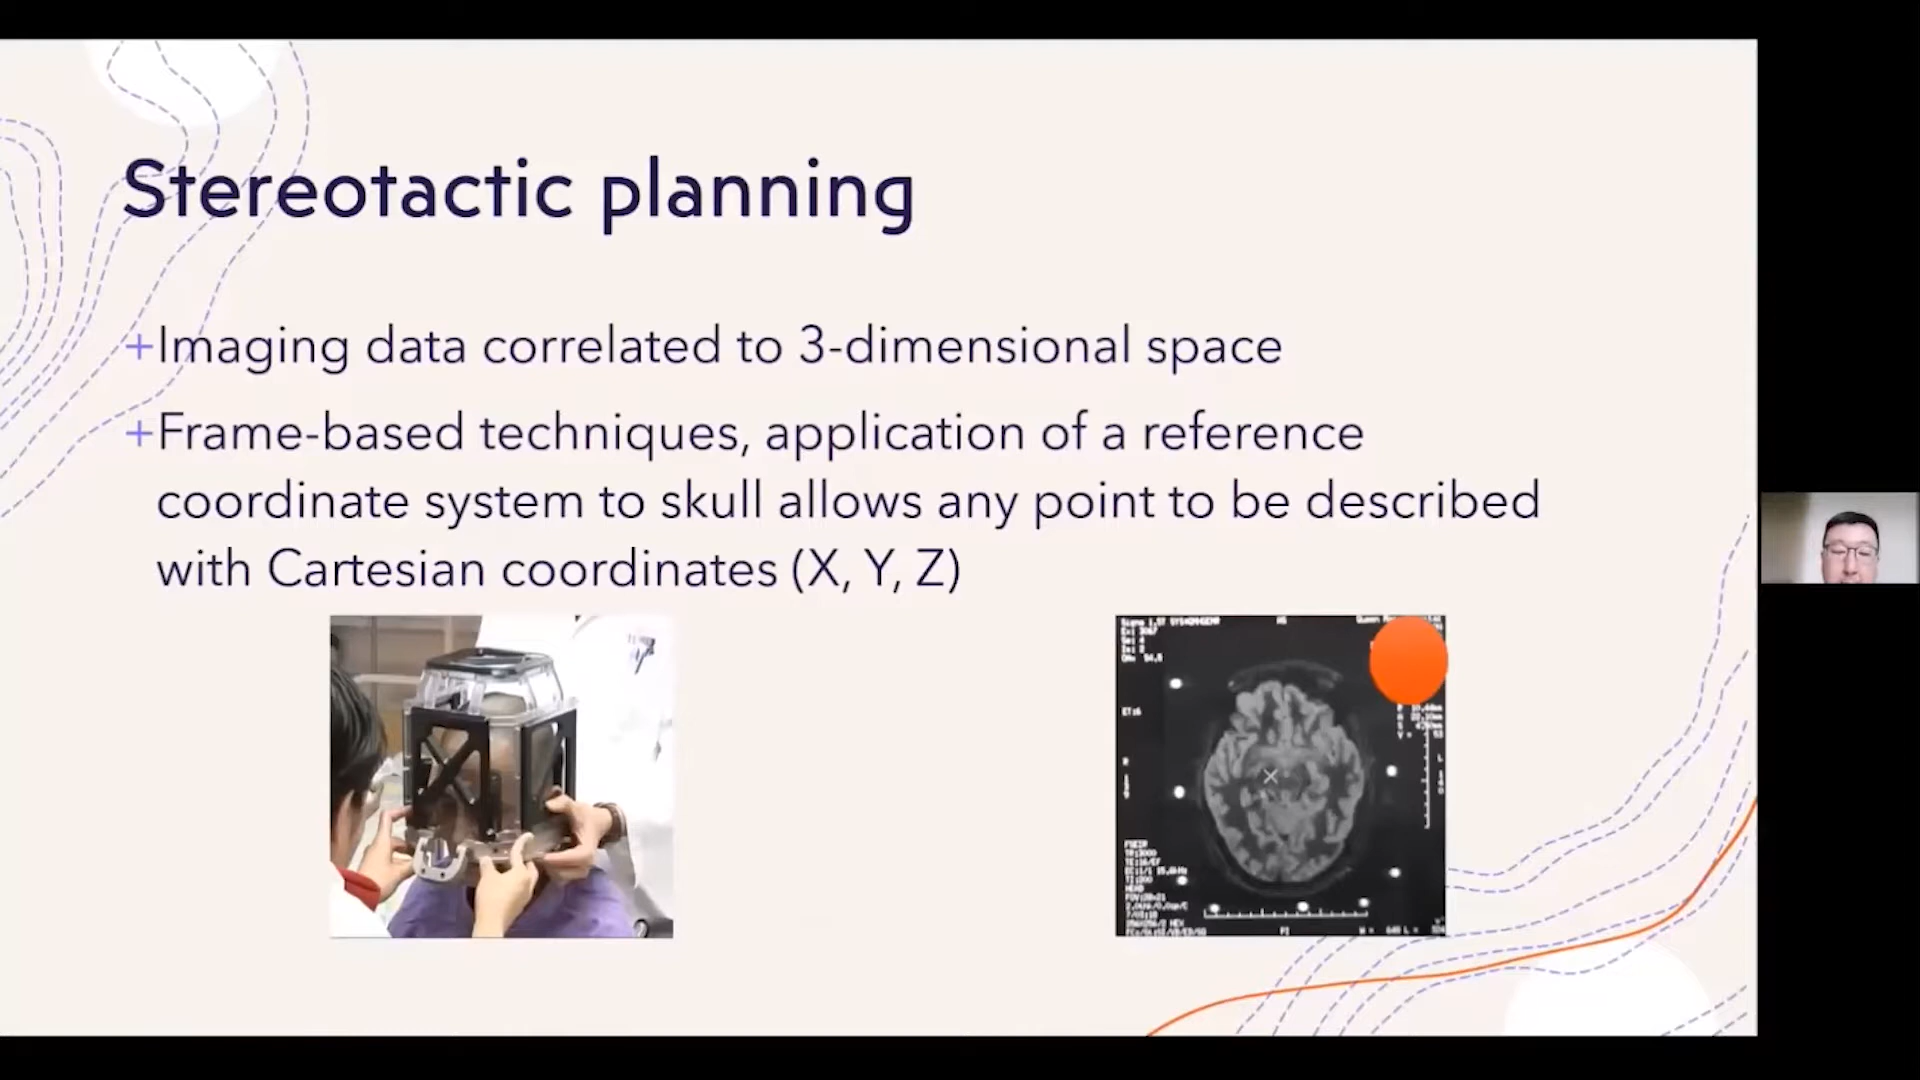 Stereotactic planning
+Imaging data correlated to 3-dimensional space
+Frame-based techniques, application of a reference
coordinate system to skull allows any point to be described
with Cartesian coordinates (X, Y, Z)